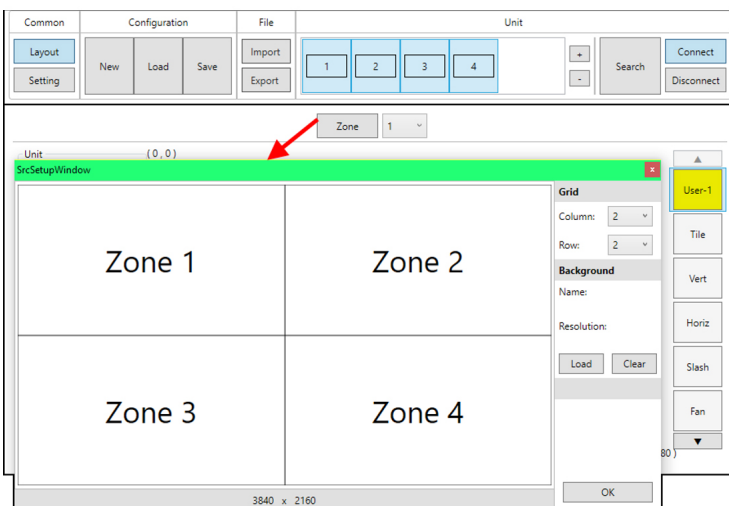 Common Configuration File Unit
Layout
Setting
New Load Save
Import
Export
1 2 3 4
+
-
Search
Connect
Disconnect
Zone 1
Unit (0,0)
SrcSetupWindow x
Zone 1 Zone 2
Zone 3 Zone 4
3840 x 2160
Grid
Column: 2
Row: 2
Background
Name:
Resolution:
Load Clear
OK
User-1
Tile
Vert
Horiz
Slash
Fan
80 )